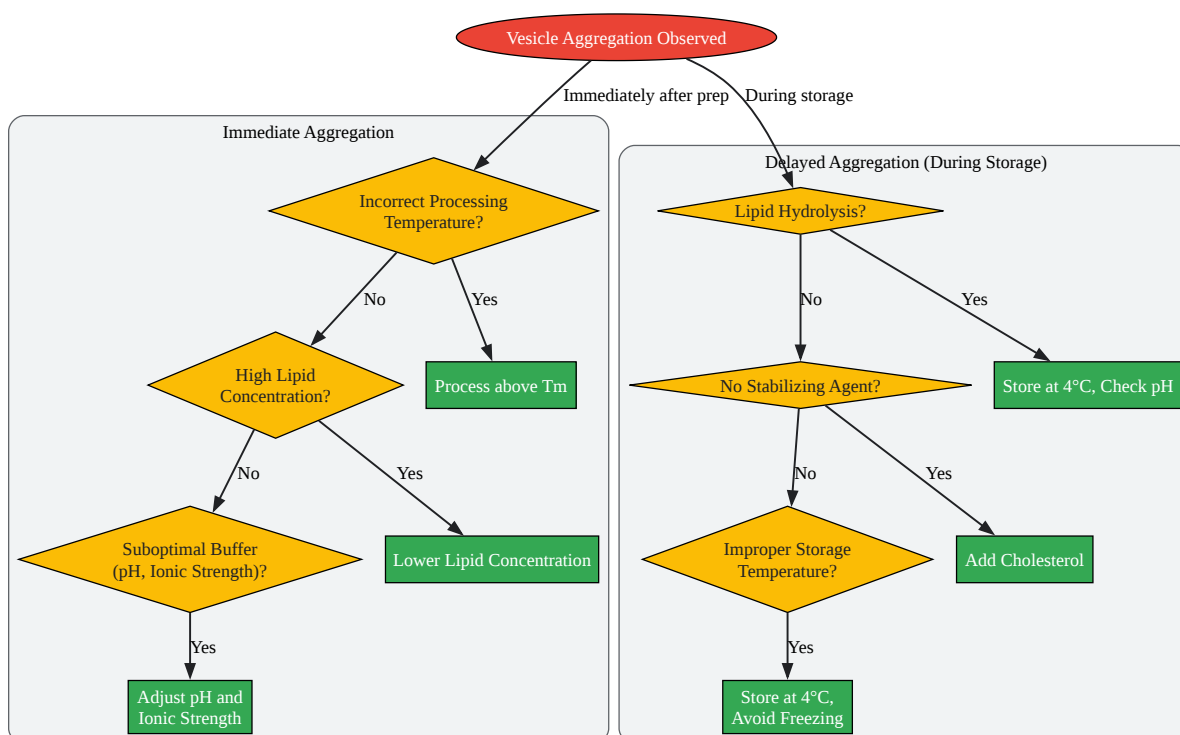 Vesicle Aggregation Observed
Immediately after prep
During storage
Immediate Aggregation
Delayed Aggregation (During Storage)
Incorrect Processing
Temperature?
Lipid Hydrolysis?
No
Yes
No
Yes
High Lipid
Concentration?
Process above Tm
No Stabilizing Agent?
Store at 4°C, Check pH
No
Yes
No
Yes
Suboptimal Buffer
(pH, Ionic Strength)?
Lower Lipid Concentration
Improper Storage
Temperature?
Add Cholesterol
Yes
Yes
Adjust pH and
Ionic Strength
Store at 4°C,
Avoid Freezing